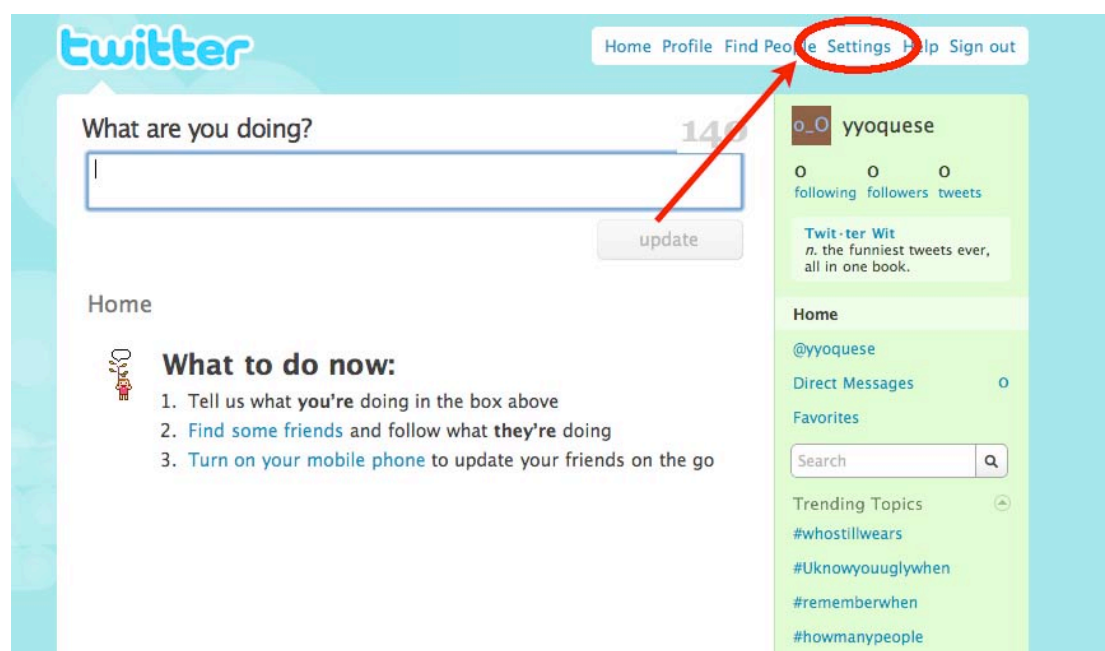 twitter
Home Profile Find People Settings Help Sign out
What are you doing?
140
update
Home
What to do now:
1. Tell us what you're doing in the box above
2. Find some friends and follow what they're doing
3. Turn on your mobile phone to update your friends on the go
o_O yyoquese
0 0 0
following followers tweets
Twit·ter Wit
n. the funniest tweets ever,
all in one book.
Home
@yyoquese
Direct Messages 0
Favorites
Search
Trending Topics
#whostillwears
#Uknowyouuglywhen
#rememberwhen
#howmanypeople